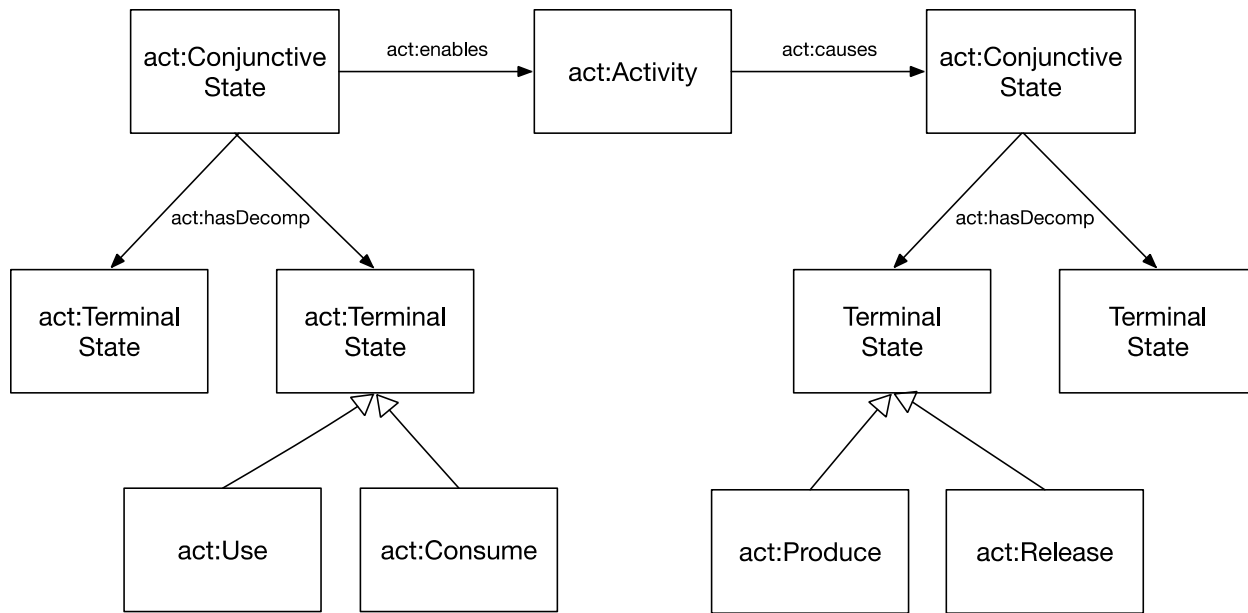 act:Conjunctive
State
act:enables
act:Activity
act:causes
act:Conjunctive
State
act:hasDecomp
act:hasDecomp
act:Terminal
State
act:Terminal
State
Terminal
State
Terminal
State
act:Use
act:Consume
act:Produce
act:Release